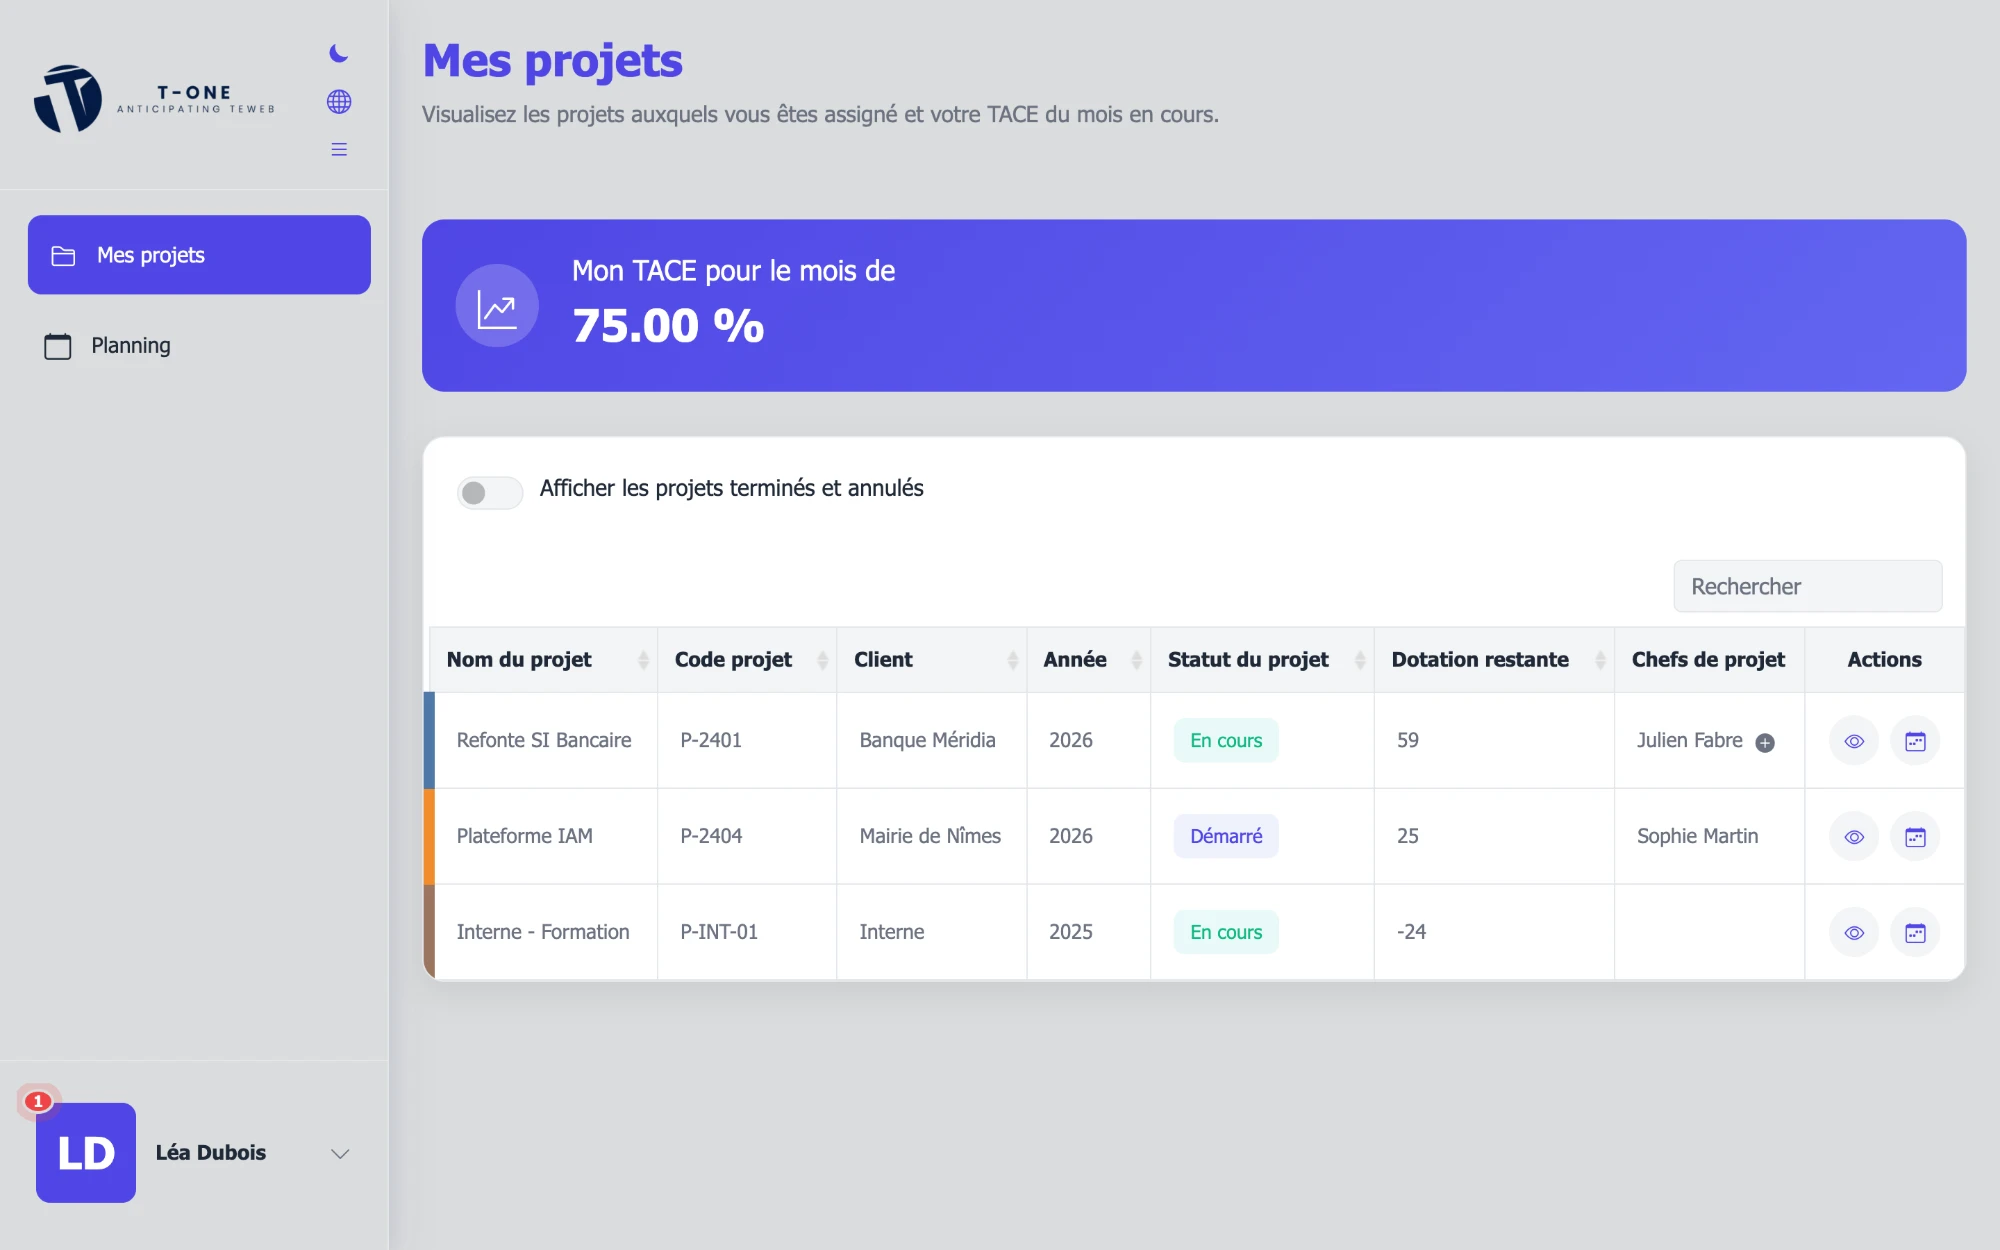 T-ONE
ANTICIPATING TEWEB
Mes projets
Planning
1
LD
Léa Dubois
Mes projets
Visualisez les projets auxquels vous êtes assigné et votre TACE du mois en cours.
Mon TACE pour le mois de
75.00 %
Afficher les projets terminés et annulés
Rechercher
Nom du projet Code projet Client Année Statut du projet Dotation restante Chefs de projet Actions
Refonte SI Bancaire P-2401 Banque Méridia 2026 En cours 59 Julien Fabre
Plateforme IAM P-2404 Mairie de Nîmes 2026 Démarré 25 Sophie Martin
Interne - Formation P-INT-01 Interne 2025 En cours -24